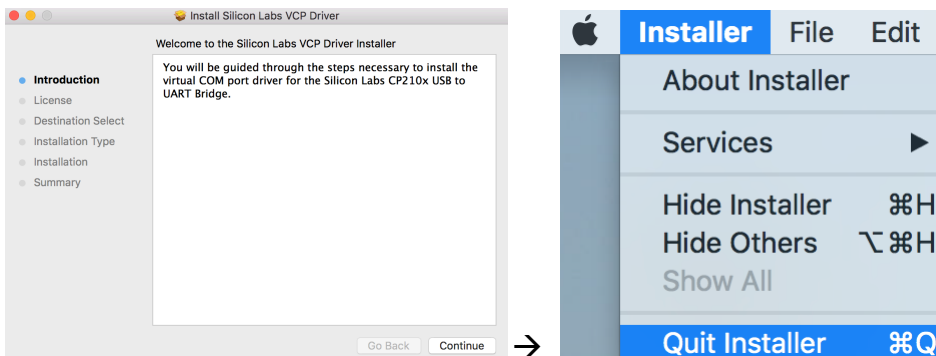 Install Silicon Labs VCP Driver
Welcome to the Silicon Labs VCP Driver Installer
Introduction
License
Destination Select
Installation Type
Installation
Summary
You will be guided through the steps necessary to install the
virtual COM port driver for the Silicon Labs CP210x USB to
UART Bridge.
Go Back Continue
→
Installer File Edit
About Installer
Services ▶
Hide Installer ⌘H
Hide Others ⌥⌘H
Show All
Quit Installer ⌘Q